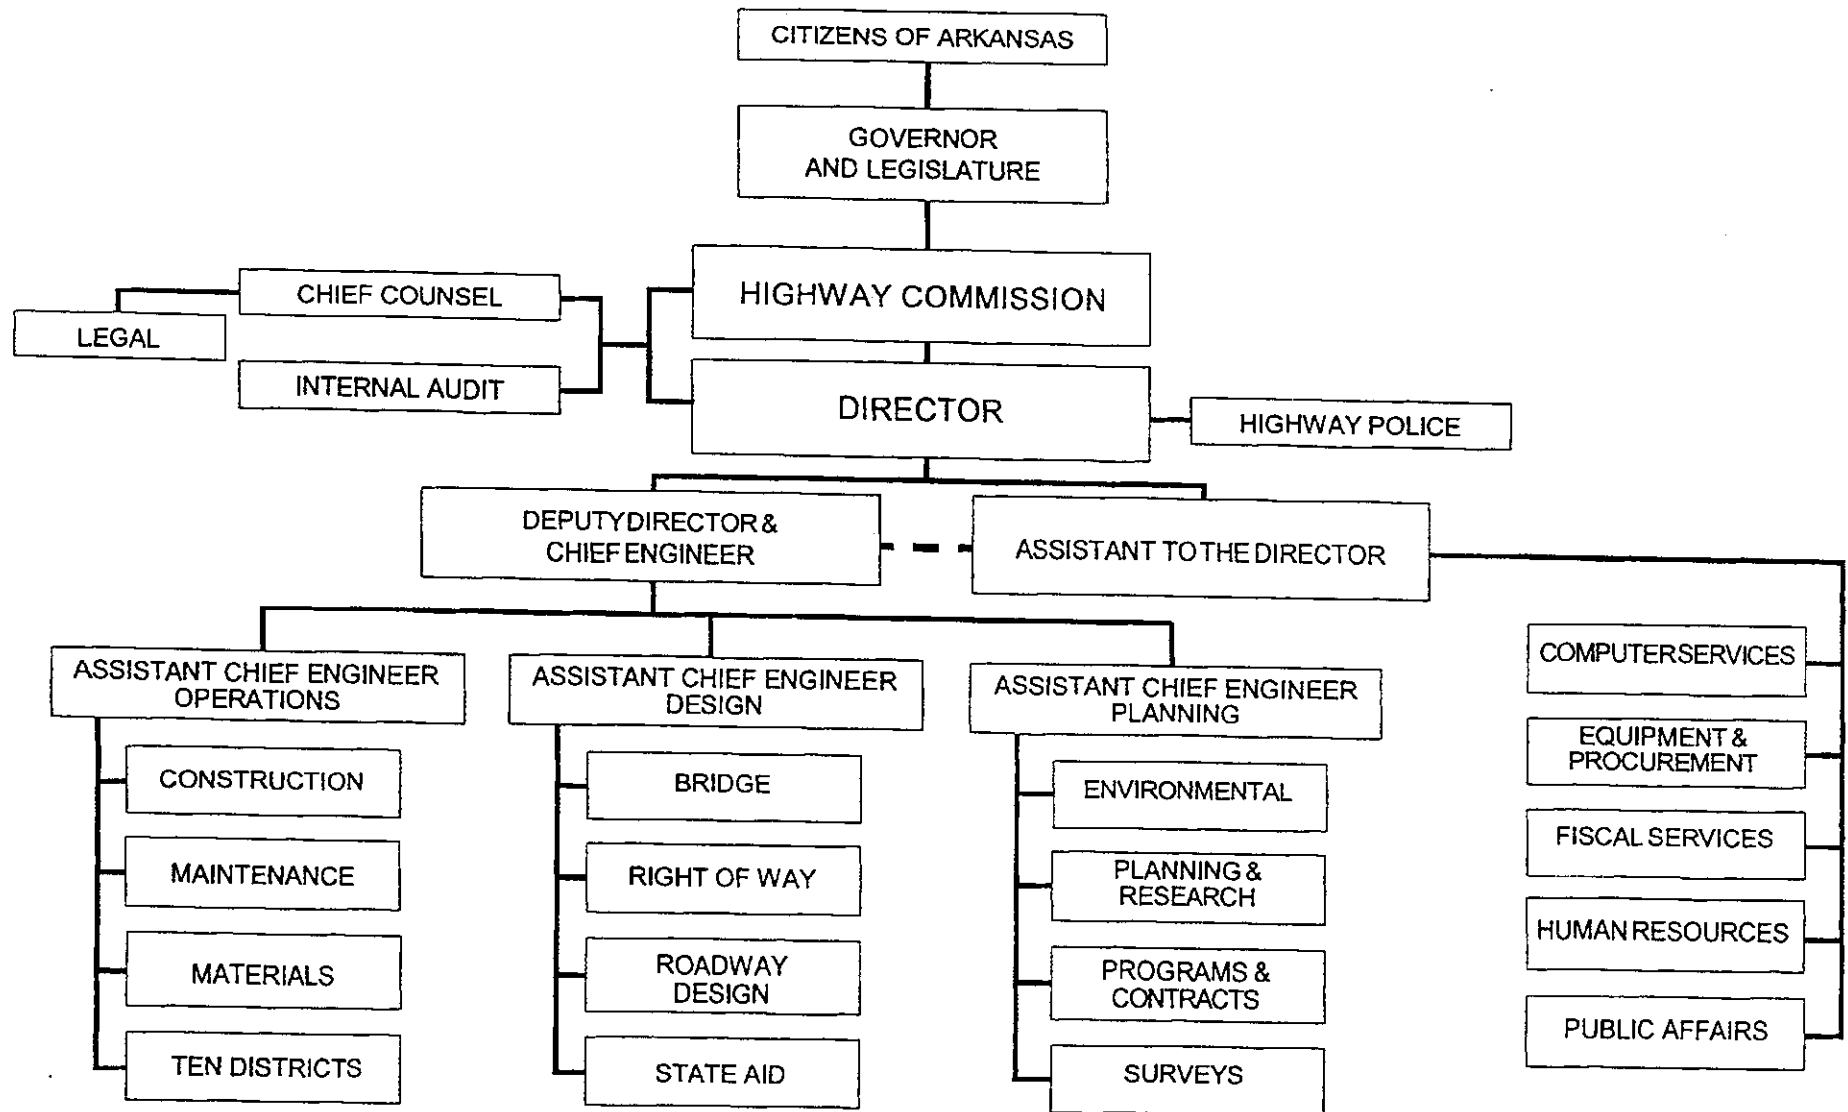 CITIZENS OF ARKANSAS
GOVERNOR
AND LEGISLATURE
HIGHWAY COMMISSION
CHIEF COUNSEL
LEGAL
INTERNAL AUDIT
DIRECTOR
HIGHWAY POLICE
DEPUTY DIRECTOR &
CHIEF ENGINEER
ASSISTANT TO THE DIRECTOR
ASSISTANT CHIEF ENGINEER
OPERATIONS
CONSTRUCTION
MAINTENANCE
MATERIALS
TEN DISTRICTS
ASSISTANT CHIEF ENGINEER
DESIGN
BRIDGE
RIGHT OF WAY
ROADWAY
DESIGN
STATE AID
ASSISTANT CHIEF ENGINEER
PLANNING
ENVIRONMENTAL
PLANNING &
RESEARCH
PROGRAMS &
CONTRACTS
SURVEYS
COMPUTER SERVICES
EQUIPMENT &
PROCUREMENT
FISCAL SERVICES
HUMAN RESOURCES
PUBLIC AFFAIRS